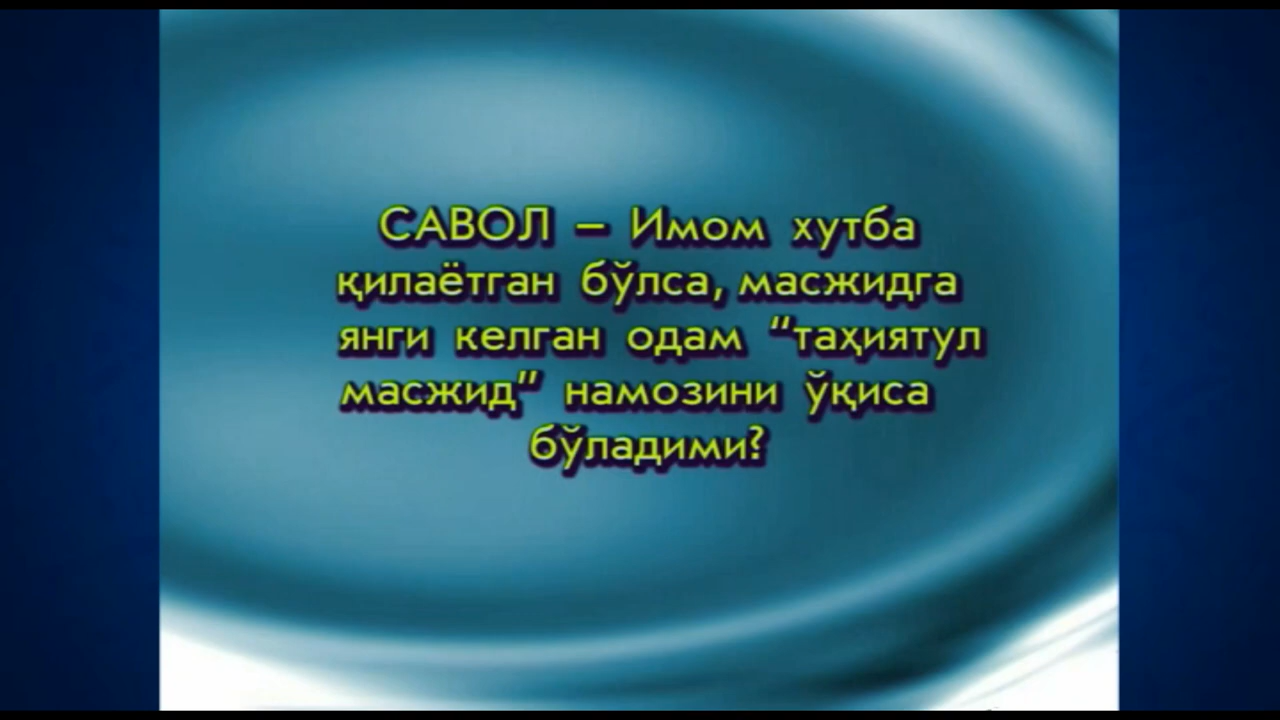 САВОЛ – Имом хутба
қилаётган бўлса, масжидга
янги келган одам “таҳиятул
масжид” намозини ўқиса
бўладими?